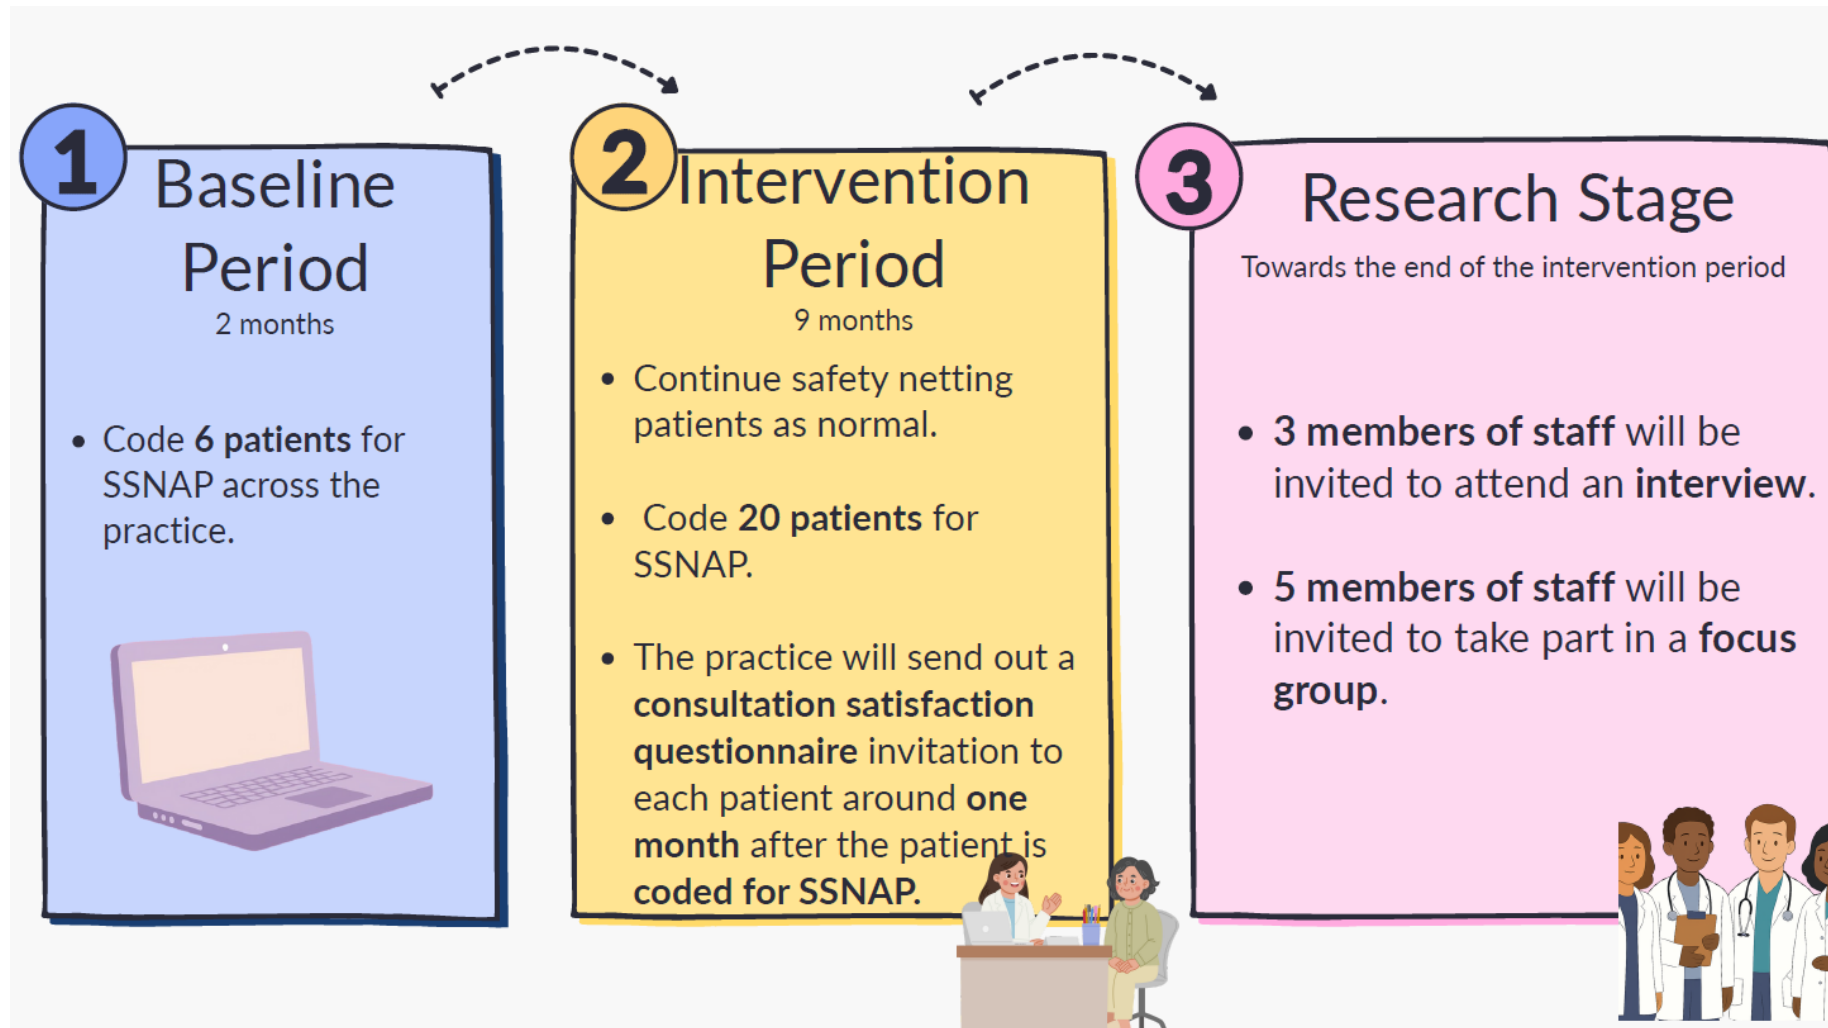 1
Baseline
Period
2 months
• Code 6 patients for
SSNAP across the
practice.
2
Intervention
Period
9 months
• Continue safety netting
patients as normal.
• Code 20 patients for
SSNAP.
• The practice will send out a
consultation satisfaction
questionnaire invitation to
each patient around one
month after the patient is
coded for SSNAP.
3
Research Stage
Towards the end of the intervention period
• 3 members of staff will be
invited to attend an interview.
• 5 members of staff will be
invited to take part in a focus
group.